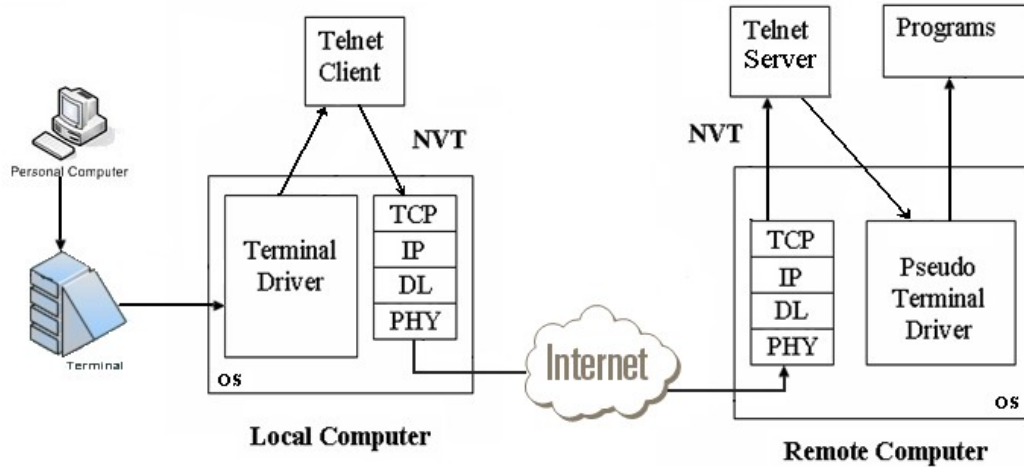 Telnet
Client
Telnet
Server
Programs
NVT
NVT
Personal Computer
Terminal
Driver
TCP
IP
DL
PHY
TCP
IP
DL
PHY
Pseudo
Terminal
Driver
Internet
Terminal
OS
OS
Local Computer
Remote Computer